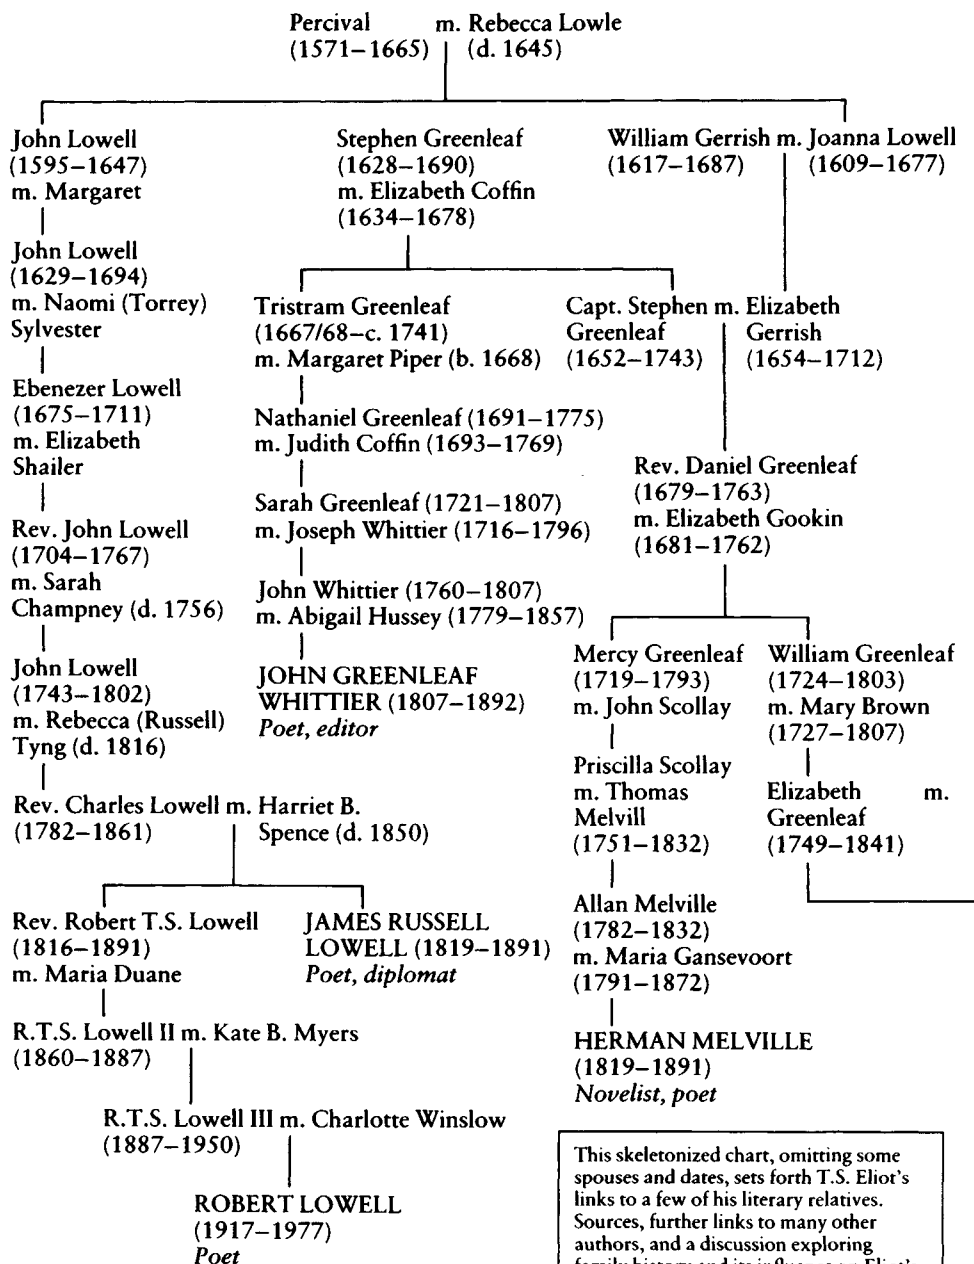 Percival m. Rebecca Lowle
(1571–1665) (d. 1645)
John Lowell
(1595–1647)
m. Margaret
John Lowell
(1629–1694)
m. Naomi (Torrey)
Sylvester
Ebenezer Lowell
(1675–1711)
m. Elizabeth
Shailer
Rev. John Lowell
(1704–1767)
m. Sarah
Champney (d. 1756)
John Lowell
(1743–1802)
m. Rebecca (Russell)
Tyng (d. 1816)
Rev. Charles Lowell m. Harriet B.
(1782–1861) Spence (d. 1850)
Rev. Robert T.S. Lowell
(1816–1891)
m. Maria Duane
JAMES RUSSELL
LOWELL (1819–1891)
Poet, diplomat
R.T.S. Lowell II m. Kate B. Myers
(1860–1887)
R.T.S. Lowell III m. Charlotte Winslow
(1887–1950)
ROBERT LOWELL
(1917–1977)
Poet
Stephen Greenleaf
(1628–1690)
m. Elizabeth Coffin
(1634–1678)
Tristram Greenleaf
(1667/68–c. 1741)
m. Margaret Piper (b. 1668)
Nathaniel Greenleaf (1691–1775)
m. Judith Coffin (1693–1769)
Sarah Greenleaf (1721–1807)
m. Joseph Whittier (1716–1796)
John Whittier (1760–1807)
m. Abigail Hussey (1779–1857)
JOHN GREENLEAF
WHITTIER (1807–1892)
Poet, editor
William Gerrish m. Joanna Lowell
(1617–1687) (1609–1677)
Capt. Stephen m. Elizabeth
Greenleaf Gerrish
(1652–1743) (1654–1712)
Rev. Daniel Greenleaf
(1679–1763)
m. Elizabeth Gookin
(1681–1762)
Mercy Greenleaf
(1719–1793)
m. John Scollay
Priscilla Scollay
m. Thomas
Melvill
(1751–1832)
Allan Melville
(1782–1832)
m. Maria Gansevoort
(1791–1872)
HERMAN MELVILLE
(1819–1891)
Novelist, poet
William Greenleaf
(1724–1803)
m. Mary Brown
(1727–1807)
Elizabeth m.
Greenleaf
(1749–1841)
This skeletonized chart, omitting some
spouses and dates, sets forth T.S. Eliot's
links to a few of his literary relatives.
Sources, further links to many other
authors, and a discussion exploring
family history and its influence on Eliot's